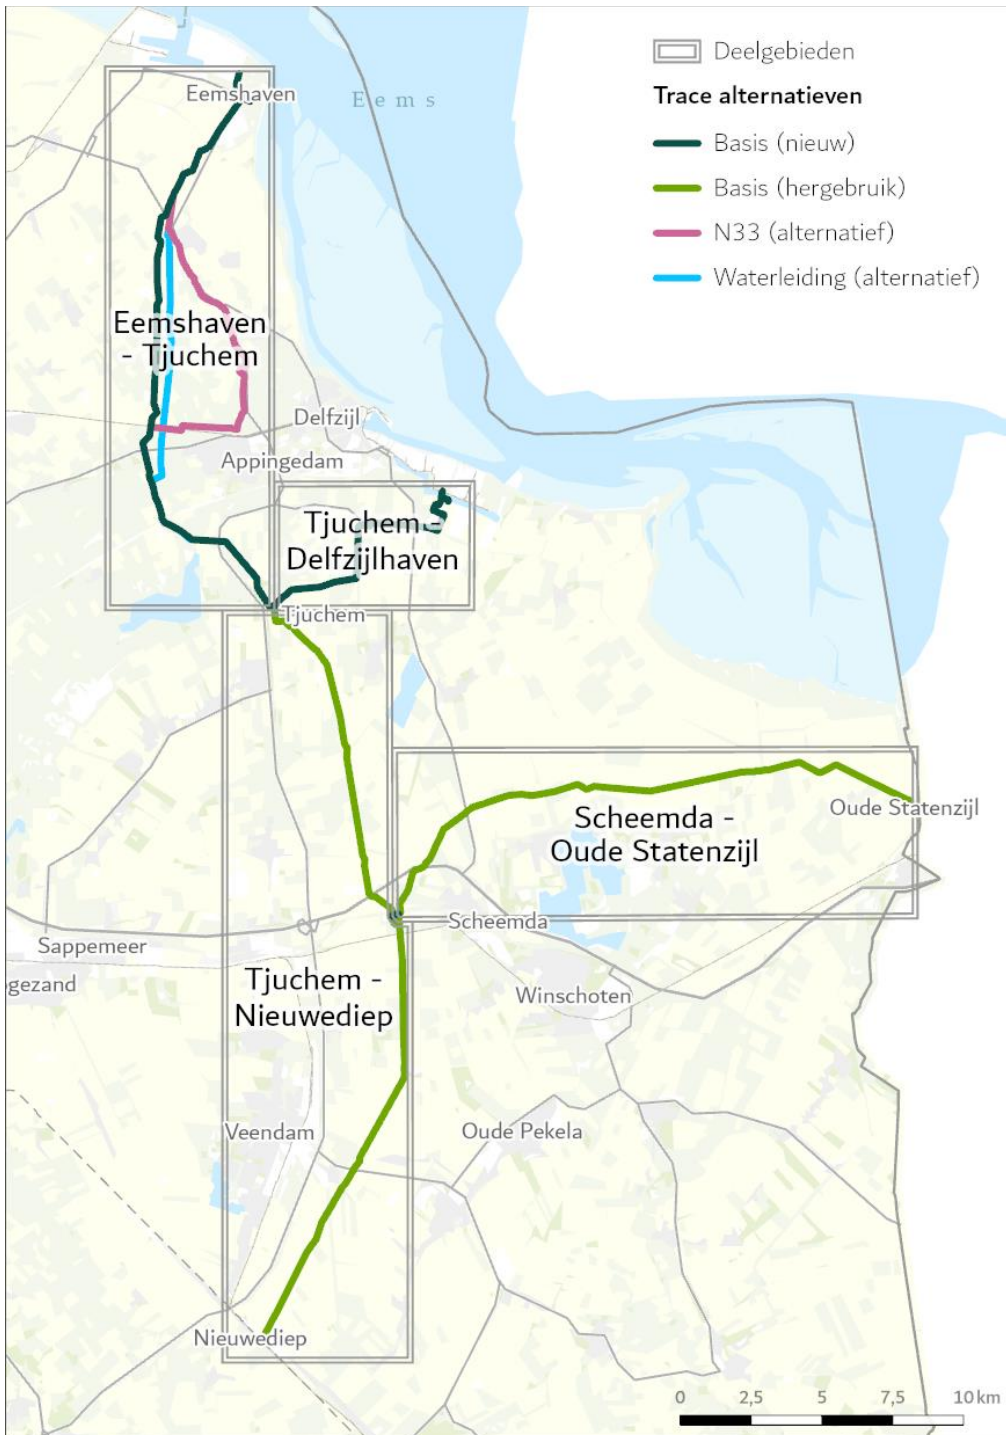 Deelgebieden
Trace alternatieven
Basis (nieuw)
Basis (hergebruik)
N33 (alternatief)
Waterleiding (alternatief)
Eemshaven
Eems
Eemshaven
- Tjuchem
Delfzijl
Appingedam
Tjuchem -
Delfzijlhaven
Tjuchem
Scheemda -
Oude Statenzijl
Oude Statenzijl
Scheemda
Sappemeer
ogezand
Tjuchem -
Nieuwediep
Winschoten
Veendam
Oude Pekela
Nieuwediep
0 2,5 5 7,5 10 km